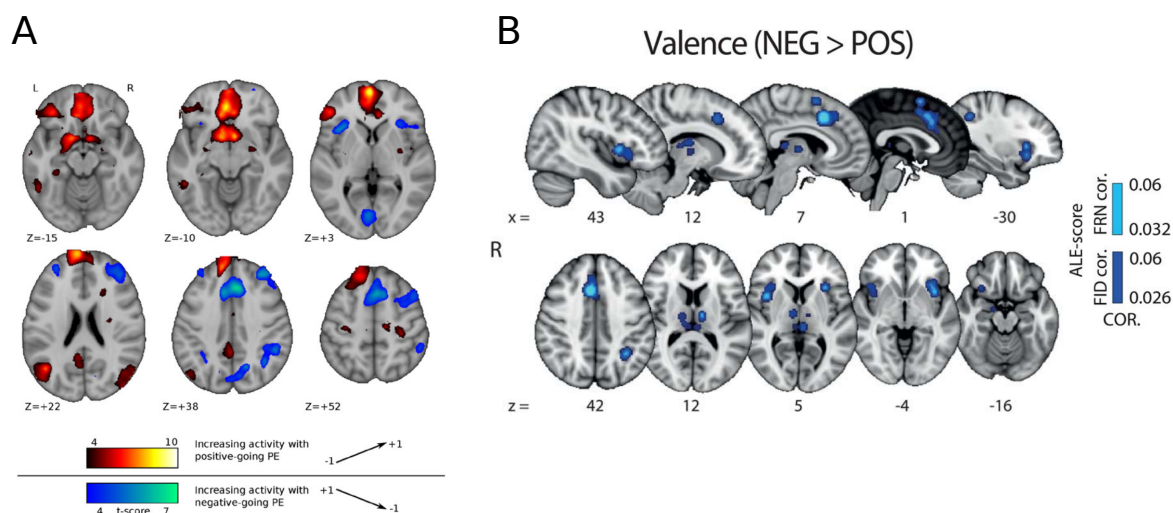 A
L
R
Z=-15
Z=-10
Z=+3
Z=+22
Z=+38
Z=+52
4
10
Increasing activity with
positive-going PE
-1
+1
4
t-score
7
Increasing activity with
negative-going PE
+1
-1
B
Valence (NEG > POS)
x =
43
12
7
1
-30
R
z =
42
12
5
-4
-16
ALE-score
FRN cor.
0.06
0.032
FID cor.
0.06
0.026
COR.